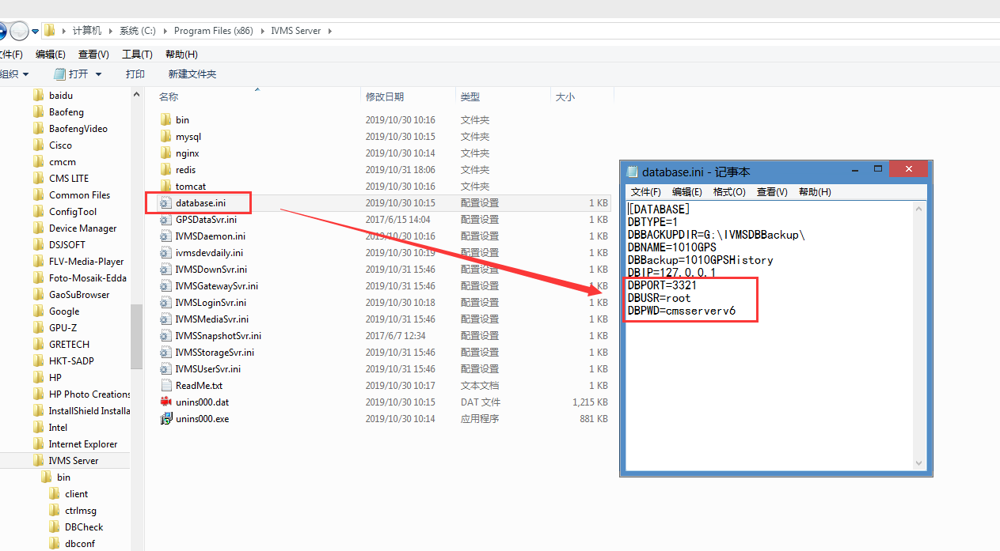 计算机 系统 (C:) Program Files (x86) IVMS Server
文件(F) 编辑(E) 查看(V) 工具(T) 帮助(H)
组织 打开 打印 新建文件夹
baidu
Baofeng
BaofengVideo
Cisco
cmcm
CMS LITE
Common Files
ConfigTool
Device Manager
DSJSOFT
FLV-Media-Player
Foto-Mosaik-Edda
GaoSuBrowser
Google
GPU-Z
GRETECH
HKT-SADP
HP
HP Photo Creations
InstallShield Installa
Intel
Internet Explorer
IVMS Server
bin
client
ctrlmsg
DBCheck
dbconf
名称 修改日期 类型 大小
bin 2019/10/30 10:16 文件夹
mysql 2019/10/30 10:15 文件夹
nginx 2019/10/30 10:14 文件夹
redis 2019/10/31 18:06 文件夹
tomcat 2019/10/30 10:16 文件夹
database.ini 2019/10/30 10:15 配置设置 1 KB
GPSDataSvr.ini 2017/6/15 14:04 配置设置 1 KB
IVMSDaemon.ini 2019/10/30 10:16 配置设置 1 KB
ivmsdevdaily.ini 2019/10/30 10:19 配置设置 1 KB
IVMSDownSvr.ini 2019/10/31 15:46 配置设置 1 KB
IVMSGatewaySvr.ini 2019/10/31 15:46 配置设置 1 KB
IVMSLoginSvr.ini 2019/10/30 10:18 配置设置 1 KB
IVMSMediaSvr.ini 2019/10/31 15:46 配置设置 1 KB
IVMSSnapshotSvr.ini 2017/6/7 12:34 配置设置 1 KB
IVMSStorageSvr.ini 2019/10/31 15:46 配置设置 1 KB
IVMSUserSvr.ini 2019/10/31 15:46 配置设置 1 KB
ReadMe.txt 2019/10/30 10:17 文本文档 1 KB
unins000.dat 2019/10/30 10:15 DAT 文件 1,215 KB
unins000.exe 2019/10/30 10:14 应用程序 881 KB
database.ini - 记事本
文件(F) 编辑(E) 格式(O) 查看(V) 帮助(H)
[DATABASE]
DBTYPE=1
DBBACKUPDIR=G:\IVMSDBBackup\
DBNAME=1010GPS
DBBackup=1010GPSHistory
DBIP=127.0.0.1
DBPORT=3321
DBUSR=root
DBPWD=cmsserverv6